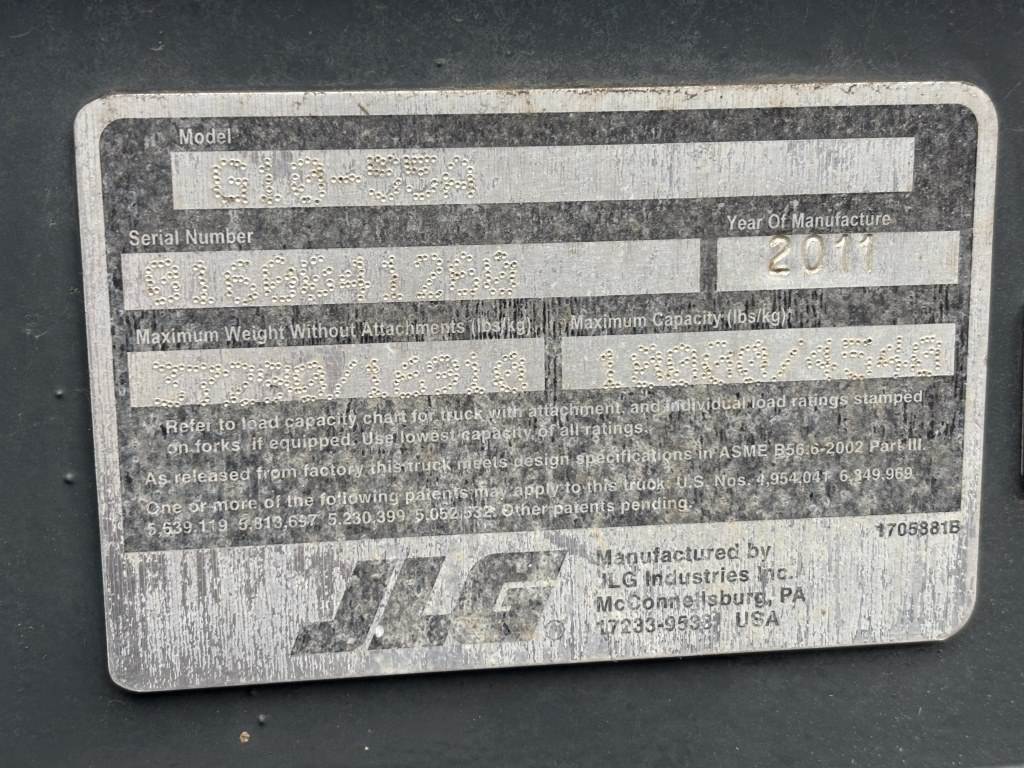 Model
G10-55A
Serial Number
Year Of Manufacture
2011
Maximum Weight Without Attachments (lbs/kg)
Maximum Capacity (lbs/kg)*
10000/4540
*Refer to load capacity chart for truck with attachment, and individual load ratings stamped
on forks, if equipped. Use lowest capacity of all ratings.
As released from factory this truck meets design specifications in ASME B56.6-2002 Part III.
One or more of the following patents may apply to this truck: U.S. Nos. 4,954,041 6,349,969
5,639,119 5,813,697 5,230,399 5,052,532. Other patents pending.
1705881B
JLG®
Manufactured by
JLG Industries Inc.
McConnellsburg, PA
17233-9533 USA